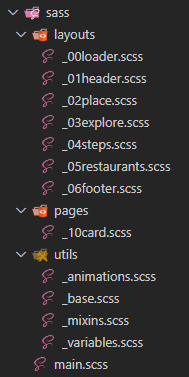 sass
layouts
_00loader.scss
_01header.scss
_02place.scss
_03explore.scss
_04steps.scss
_05restaurants.scss
_06footer.scss
pages
_10card.scss
utils
_animations.scss
_base.scss
_mixins.scss
_variables.scss
main.scss